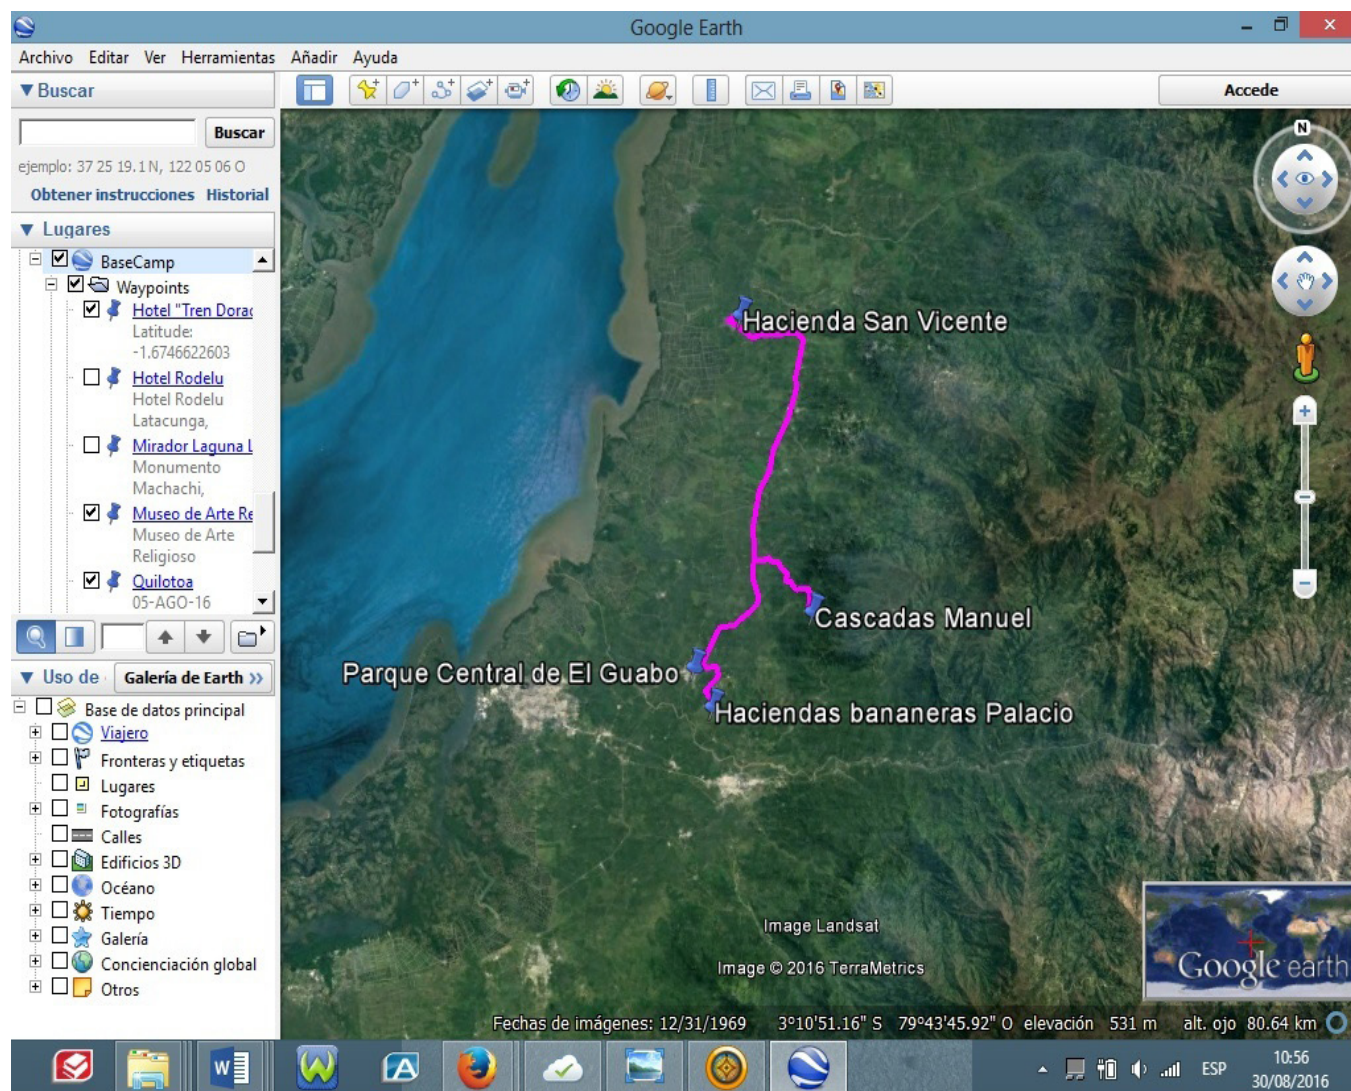 Google Earth
Archivo Editar Ver Herramientas Añadir Ayuda
Buscar
Accede
Buscar
ejemplo: 37 25 19.1 N, 122 05 06 O
Obtener instrucciones Historial
Lugares
BaseCamp
Waypoints
Hotel "Tren Dorac
Latitude:
-1.6746622603
Hotel Rodelu
Hotel Rodelu
Latacunga,
Mirador Laguna L
Monumento
Machachi,
Museo de Arte Re
Museo de Arte
Religioso
Quilotoa
05-AGO-16
Uso de
Galería de Earth »
Base de datos principal
Viajero
Fronteras y etiquetas
Lugares
Fotografías
Calles
Edificios 3D
Océano
Tiempo
Galería
Concienciación global
Otros
N
Hacienda San Vicente
Cascadas Manuel
Parque Central de El Guabo
Haciendas bananeras Palacio
Image Landsat
Image © 2016 TerraMetrics
Google earth
Fechas de imágenes: 12/31/1969 3°10'51.16" S 79°43'45.92" O elevación 531 m alt. ojo 80.64 km
ESP
10:56
30/08/2016